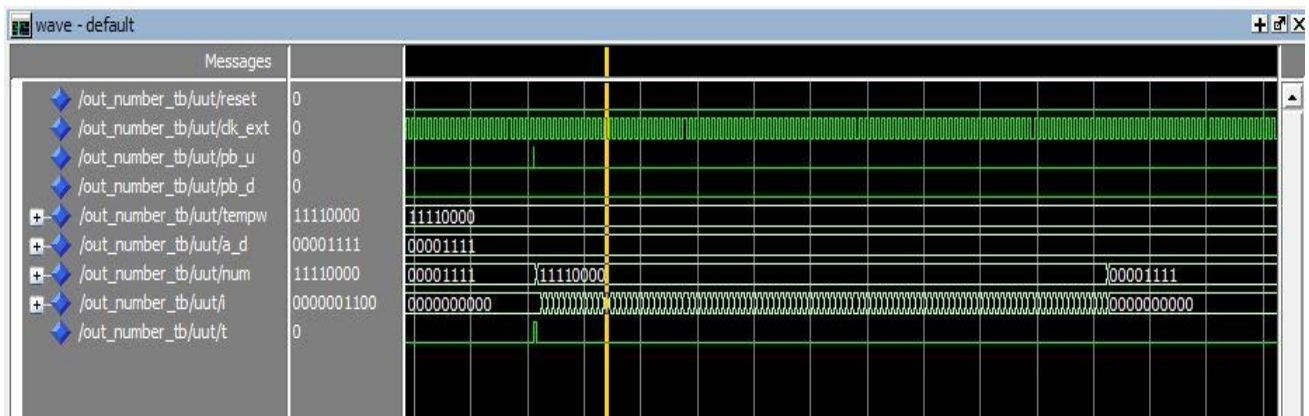 wave - default
Messages
/out_number_tb/uut/reset 0
/out_number_tb/uut/clk_ext 0
/out_number_tb/uut/pb_u 0
/out_number_tb/uut/pb_d 0
/out_number_tb/uut/tempw 11110000 11110000
/out_number_tb/uut/a_d 00001111 00001111
/out_number_tb/uut/num 11110000 00001111 11110000 00001111
/out_number_tb/uut/i 0000001100 0000000000 0000000000
/out_number_tb/uut/t 0